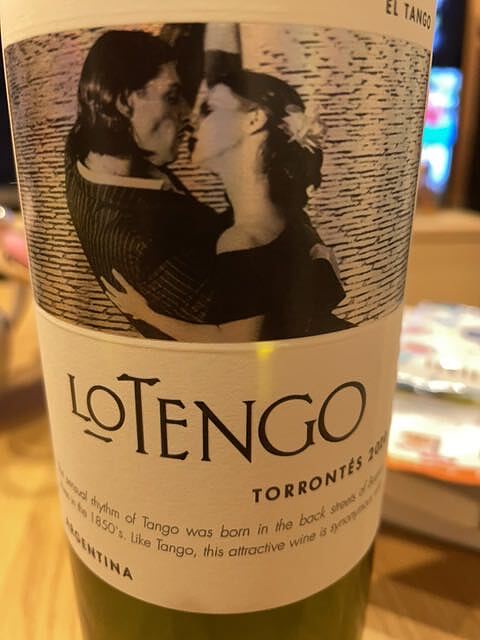 EL TANGO
LOTENGO
TORRONTÉS
sensual rhythm of Tango was born in the back streets of
in the 1850's. Like Tango, this attractive wine is synonymous
ARGENTINA